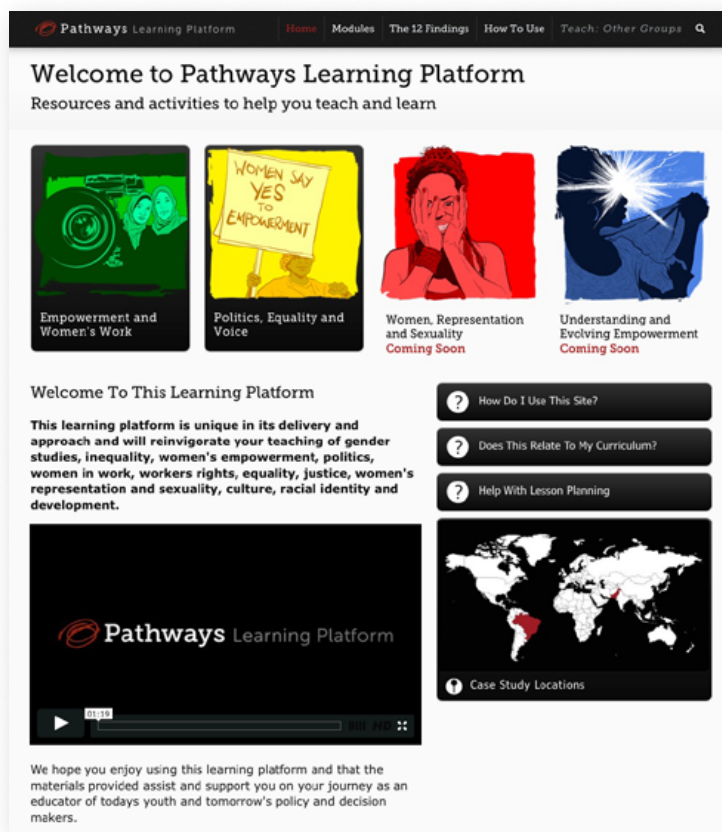 Pathways Learning Platform
Home Modules The 12 Findings How To Use Teach: Other Groups
Welcome to Pathways Learning Platform
Resources and activities to help you teach and learn
WOMEN SAY
YES
TO
EMPOWERMENT
Empowerment and
Women's Work
Politics, Equality and
Voice
Women, Representation
and Sexuality
Coming Soon
Understanding and
Evolving Empowerment
Coming Soon
Welcome To This Learning Platform
This learning platform is unique in its delivery and
approach and will reinvigorate your teaching of gender
studies, inequality, women's empowerment, politics,
women in work, workers rights, equality, justice, women's
representation and sexuality, culture, racial identity and
development.
Pathways Learning Platform
01:19
HD
We hope you enjoy using this learning platform and that the
materials provided assist and support you on your journey as an
educator of todays youth and tomorrow's policy and decision
makers.
? How Do I Use This Site?
? Does This Relate To My Curriculum?
? Help With Lesson Planning
Case Study Locations